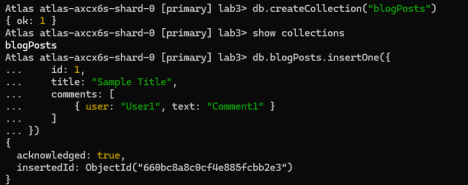 Atlas atlas-axcx6s-shard-0 [primary] lab3> db.createCollection("blogPosts")
{ ok: 1 }
Atlas atlas-axcx6s-shard-0 [primary] lab3> show collections
blogPosts
Atlas atlas-axcx6s-shard-0 [primary] lab3> db.blogPosts.insertOne({
...     id: 1,
...     title: "Sample Title",
...     comments: [
...         { user: "User1", text: "Comment1" }
...     ]
... })
{
  acknowledged: true,
  insertedId: ObjectId("660bc8a8c0cf4e885fcbb2e3")
}